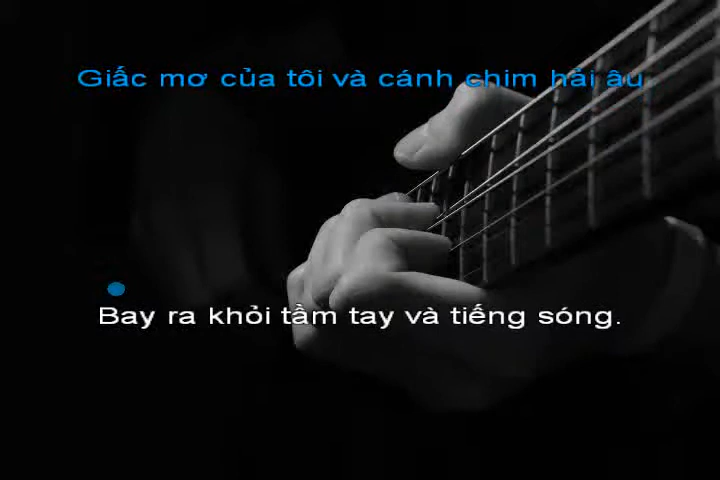 Giấc mơ của tôi và cánh chim hải âu
Bay ra khỏi tầm tay và tiếng sóng.